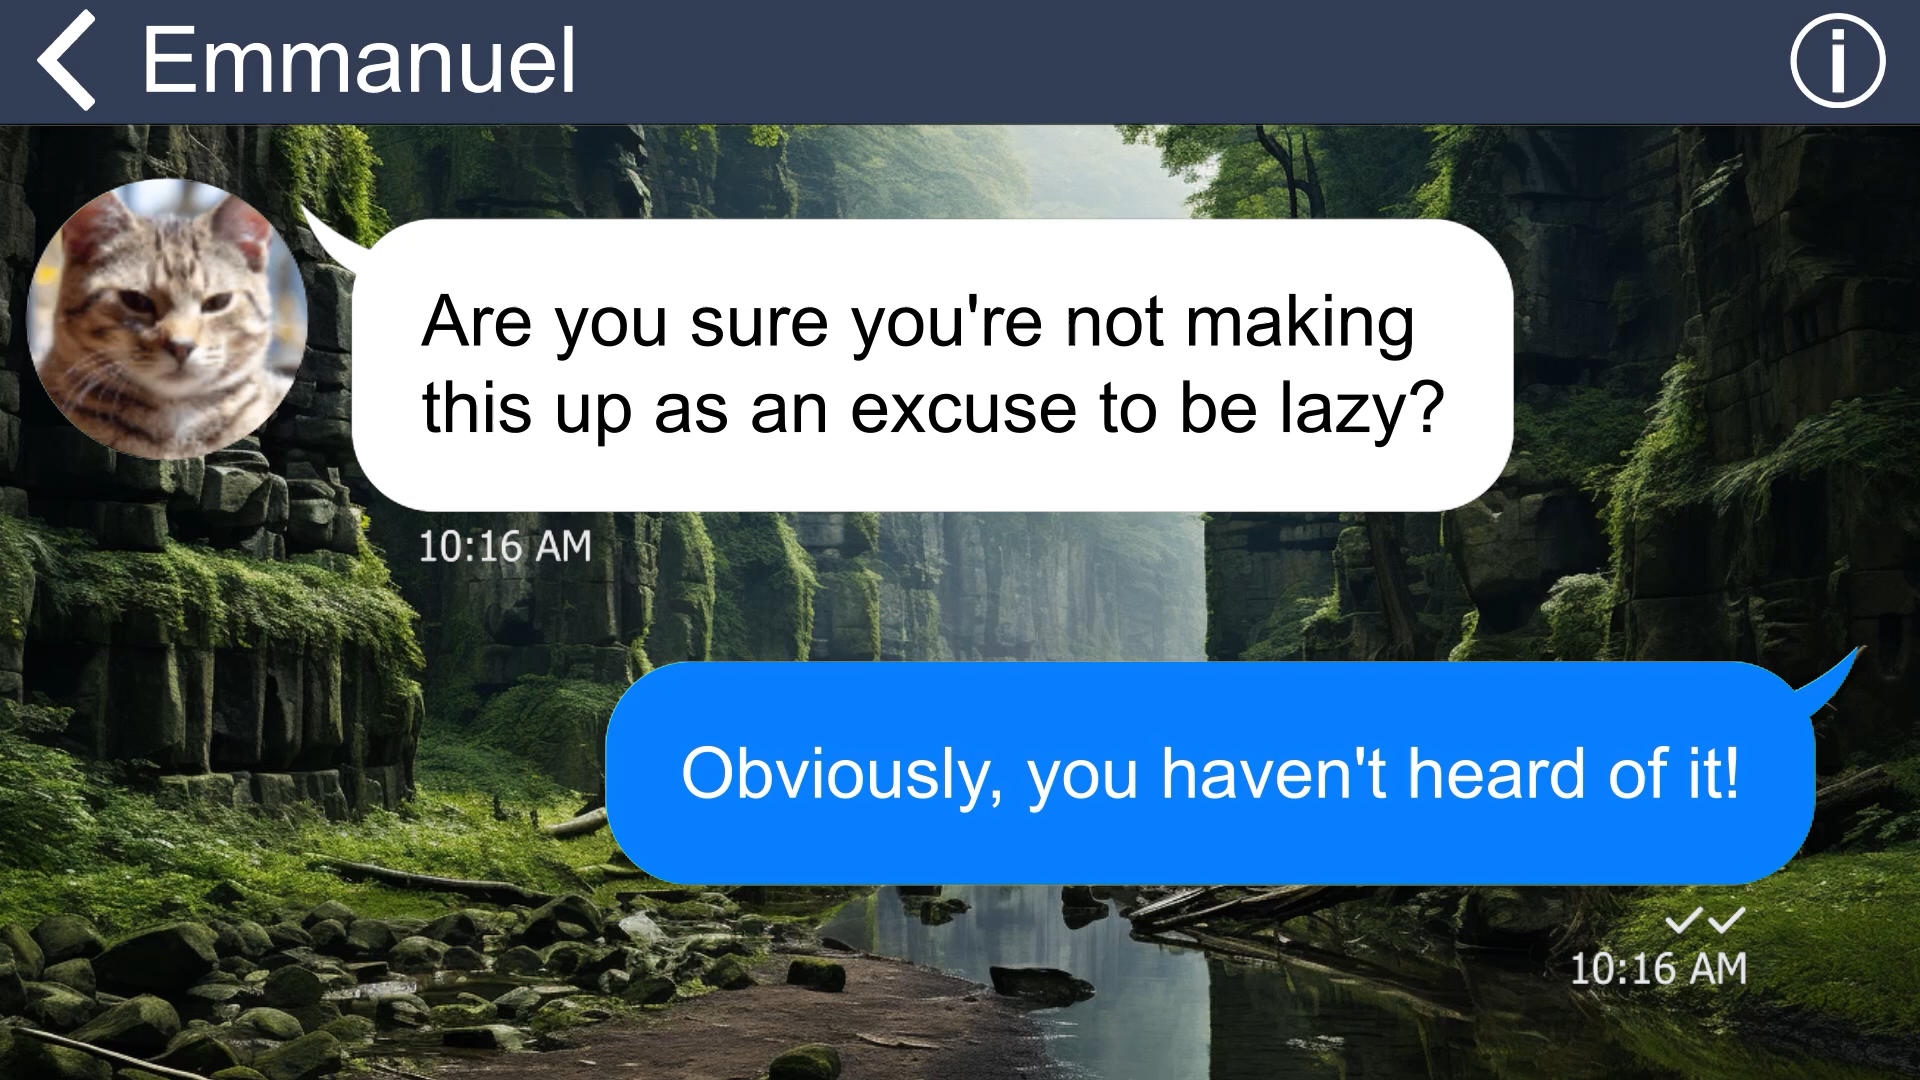 Emmanuel
Are you sure you're not making
this up as an excuse to be lazy?
10:16 AM
Obviously, you haven't heard of it!
10:16 AM